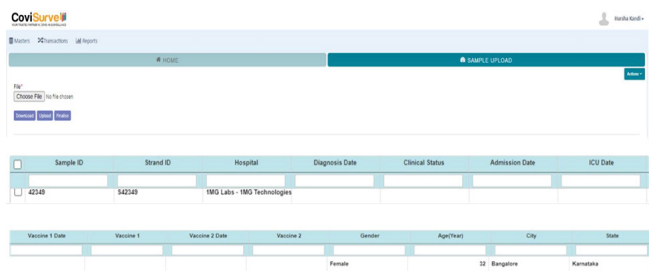 CoviSurvei
Harsha Kandi
Masters Transactions Reports
HOME SAMPLE UPLOAD
Actions
File*
Choose File No file chosen
Download Upload Finalize
Sample ID Strand ID Hospital Diagnosis Date Clinical Status Admission Date ICU Date
42349 S42349 1MG Labs - 1MG Technologies
Vaccine 1 Date Vaccine 1 Vaccine 2 Date Vaccine 2 Gender Age(Year) City State
Female 32 Bangalore Karnataka